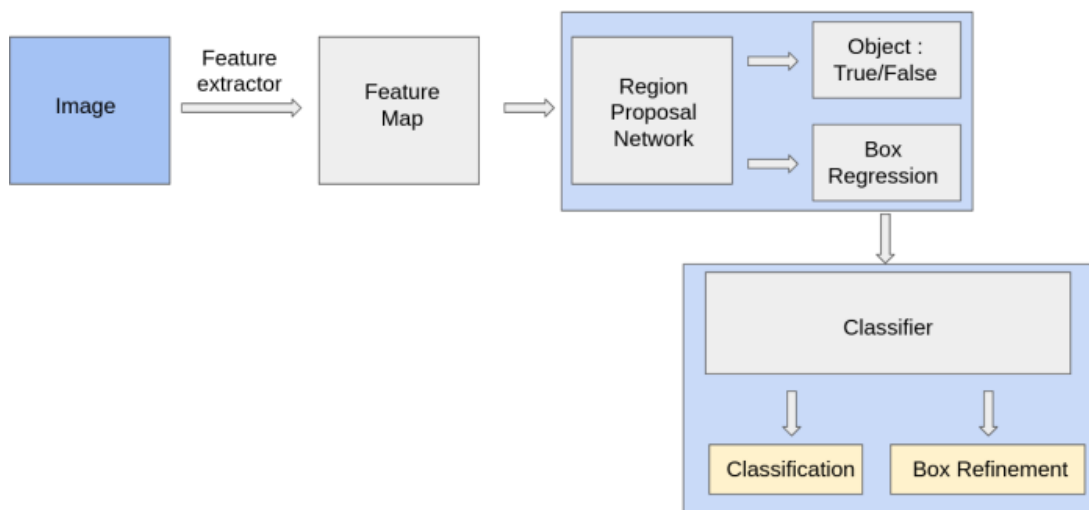 Image
Feature
extractor
Feature
Map
Region
Proposal
Network
Object :
True/False
Box
Regression
Classifier
Classification
Box Refinement